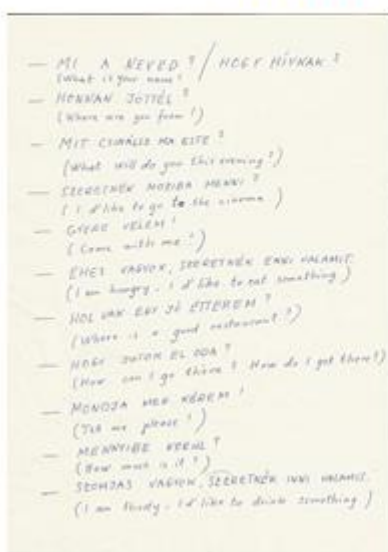 — MI A NEVED? / HOGY HÍVNAK?
(What is your name?
— HONNAN JÖTTÉL?
(Where are you from?)
— MIT CSINÁLSZ MA ESTE?
(What will do you this evening?)
— SZERETNÉK MOZIBA MENNI?
(I'd like to go to the cinema)
— GYERE VELEM!
(Come with me!)
— ÉHES VAGYOK, SZERETNÉK ENNI VALAMIT.
(I am hungry. I'd like to eat something)
— HOL VAN EGY JÓ ÉTTEREM?
(Where is a good restaurant?)
— HOGY JUTOK EL ODA?
(How can I go there? How do I get there?)
— MONDJA MEG KÉREM!
(Tell me please!)
— MENNYIBE KERÜL?
(How much is it?)
— SZOMJAS VAGYOK, SZERETNÉK INNI VALAMIT.
(I am thirsty. I'd like to drink something.)